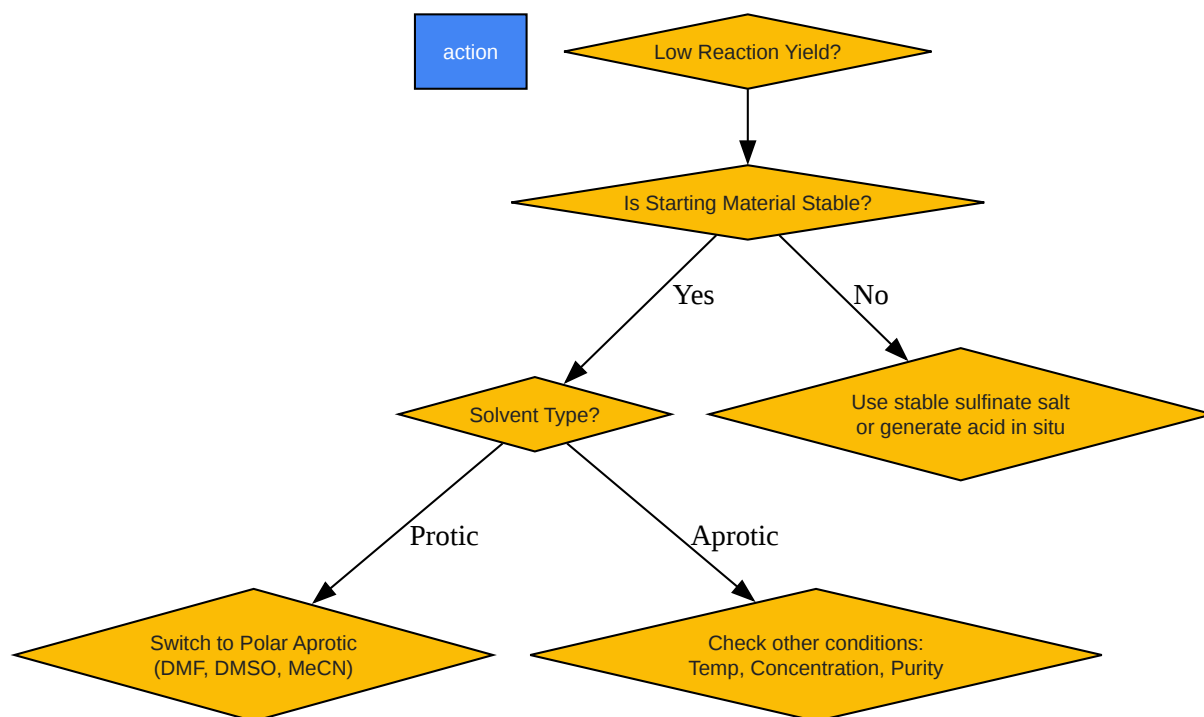 action
Low Reaction Yield?
Is Starting Material Stable?
Yes
No
Solvent Type?
Use stable sulfinate salt
or generate acid in situ
Protic
Aprotic
Switch to Polar Aprotic
(DMF, DMSO, MeCN)
Check other conditions:
Temp, Concentration, Purity